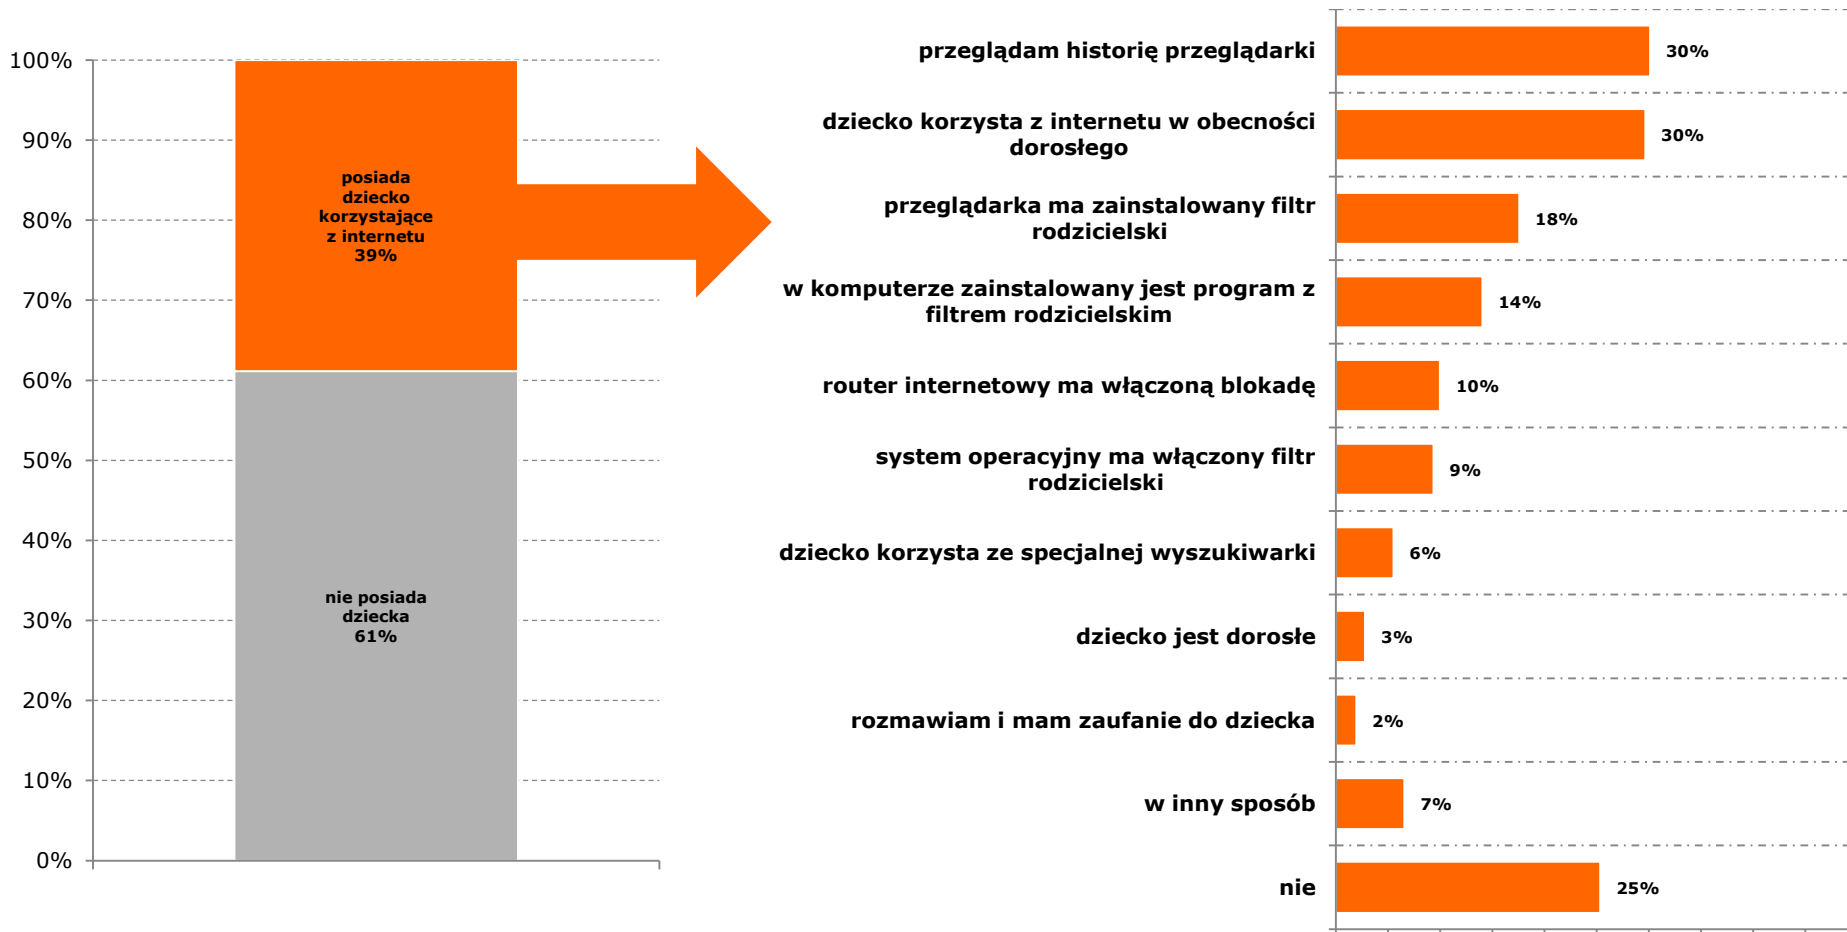 100%
90%
80%
70%
60%
50%
40%
30%
20%
10%
0%
posiada
dziecko
korzystające
z internetu
39%
nie posiada
dziecka
61%
przeglądam historię przeglądarki
30%
dziecko korzysta z internetu w obecności
dorosłego
30%
przeglądarka ma zainstalowany filtr
rodzicielski
18%
w komputerze zainstalowany jest program z
filtrem rodzicielskim
14%
router internetowy ma włączoną blokadę
10%
system operacyjny ma włączony filtr
rodzicielski
9%
dziecko korzysta ze specjalnej wyszukiwarki
6%
dziecko jest dorosłe
3%
rozmawiam i mam zaufanie do dziecka
2%
w inny sposób
7%
nie
25%